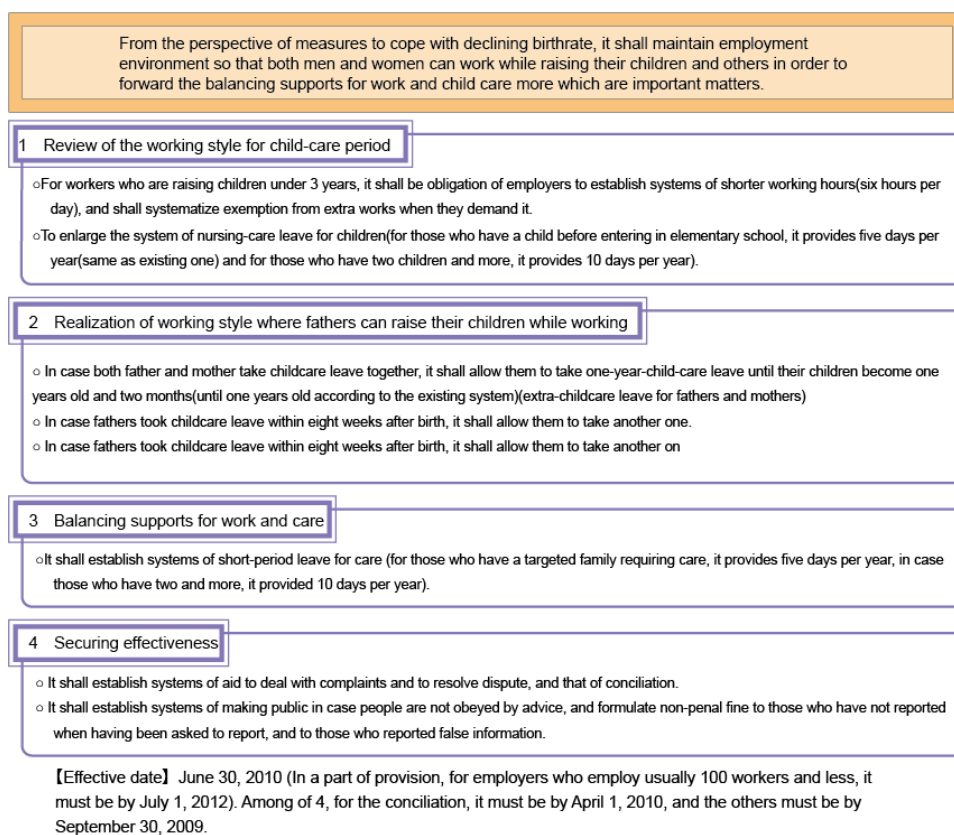 From the perspective of measures to cope with declining birthrate, it shall maintain employment
environment so that both men and women can work while raising their children and others in order to
forward the balancing supports for work and child care more which are important matters.
1 Review of the working style for child-care period
○For workers who are raising children under 3 years, it shall be obligation of employers to establish systems of shorter working hours(six hours per
day), and shall systematize exemption from extra works when they demand it.
○To enlarge the system of nursing-care leave for children(for those who have a child before entering in elementary school, it provides five days per
year(same as existing one) and for those who have two children and more, it provides 10 days per year).
2 Realization of working style where fathers can raise their children while working
○ In case both father and mother take childcare leave together, it shall allow them to take one-year-child-care leave until their children become one
years old and two months(until one years old according to the existing system)(extra-childcare leave for fathers and mothers)
○ In case fathers took childcare leave within eight weeks after birth, it shall allow them to take another one.
○ In case fathers took childcare leave within eight weeks after birth, it shall allow them to take another on
3 Balancing supports for work and care
○It shall establish systems of short-period leave for care (for those who have a targeted family requiring care, it provides five days per year, in case
those who have two and more, it provided 10 days per year).
4 Securing effectiveness
○ It shall establish systems of aid to deal with complaints and to resolve dispute, and that of conciliation.
○ It shall establish systems of making public in case people are not obeyed by advice, and formulate non-penal fine to those who have not reported
when having been asked to report, and to those who reported false information.
【Effective date】 June 30, 2010 (In a part of provision, for employers who employ usually 100 workers and less, it
must be by July 1, 2012). Among of 4, for the conciliation, it must be by April 1, 2010, and the others must be by
September 30, 2009.